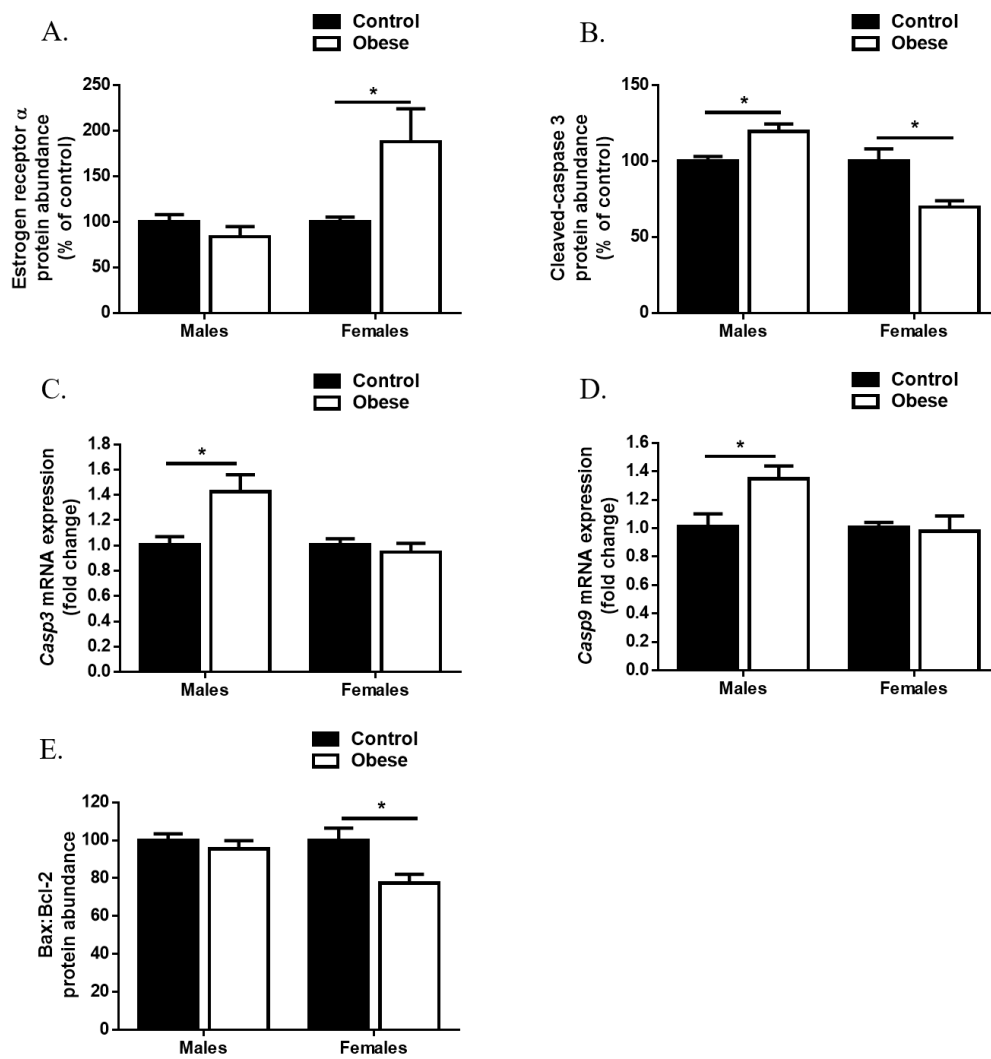 A.
Control
Obese
Estrogen receptor α
protein abundance
(% of control)
250
200
150
100
50
0
*
Males
Females
B.
Control
Obese
Cleaved-caspase 3
protein abundance
(% of control)
150
100
50
0
*
*
Males
Females
C.
Control
Obese
Casp3 mRNA expression
(fold change)
1.8
1.6
1.4
1.2
1.0
0.8
0.6
0.4
0.2
0.0
*
Males
Females
D.
Control
Obese
Casp9 mRNA expression
(fold change)
1.6
1.4
1.2
1.0
0.8
0.6
0.4
0.2
0.0
*
Males
Females
E.
Control
Obese
Bax:Bcl-2
protein abundance
120
100
80
60
40
20
0
*
Males
Females